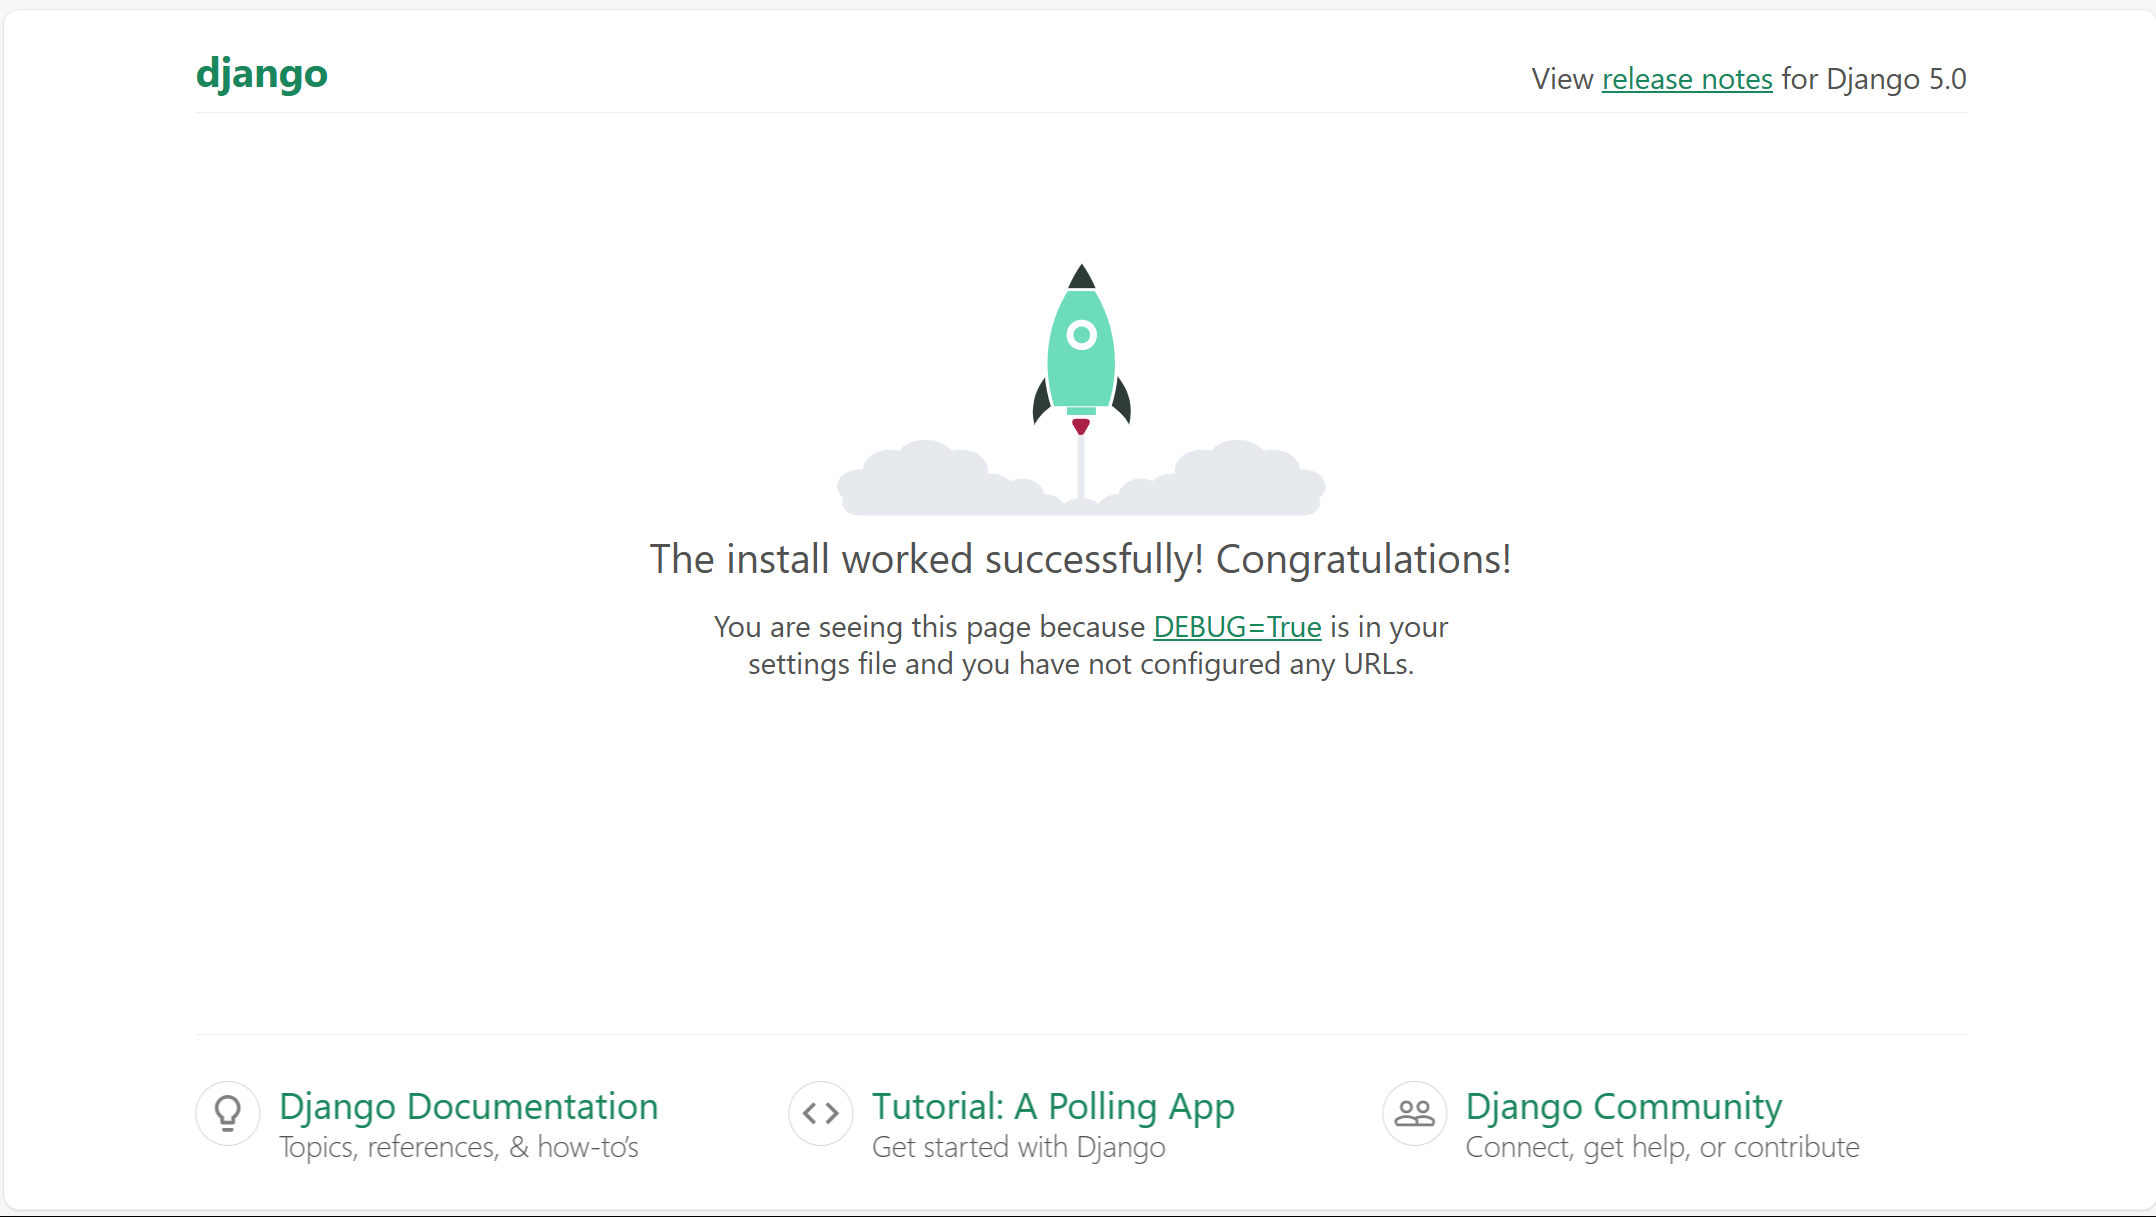 django
View release notes for Django 5.0
The install worked successfully! Congratulations!
You are seeing this page because DEBUG=True is in your
settings file and you have not configured any URLs.
Django Documentation
Topics, references, & how-to’s
Tutorial: A Polling App
Get started with Django
Django Community
Connect, get help, or contribute